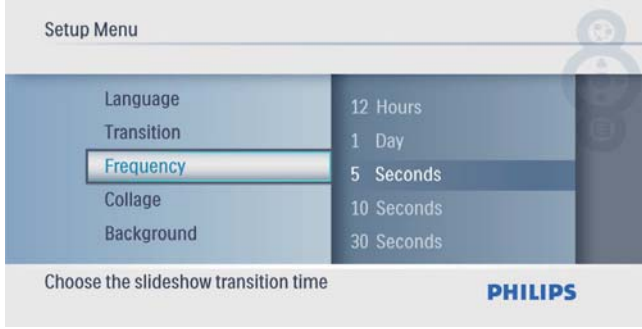 Setup Menu
Language
Transition
Frequency
Collage
Background
12 Hours
1 Day
5 Seconds
10 Seconds
30 Seconds
Choose the slideshow transition time
PHILIPS